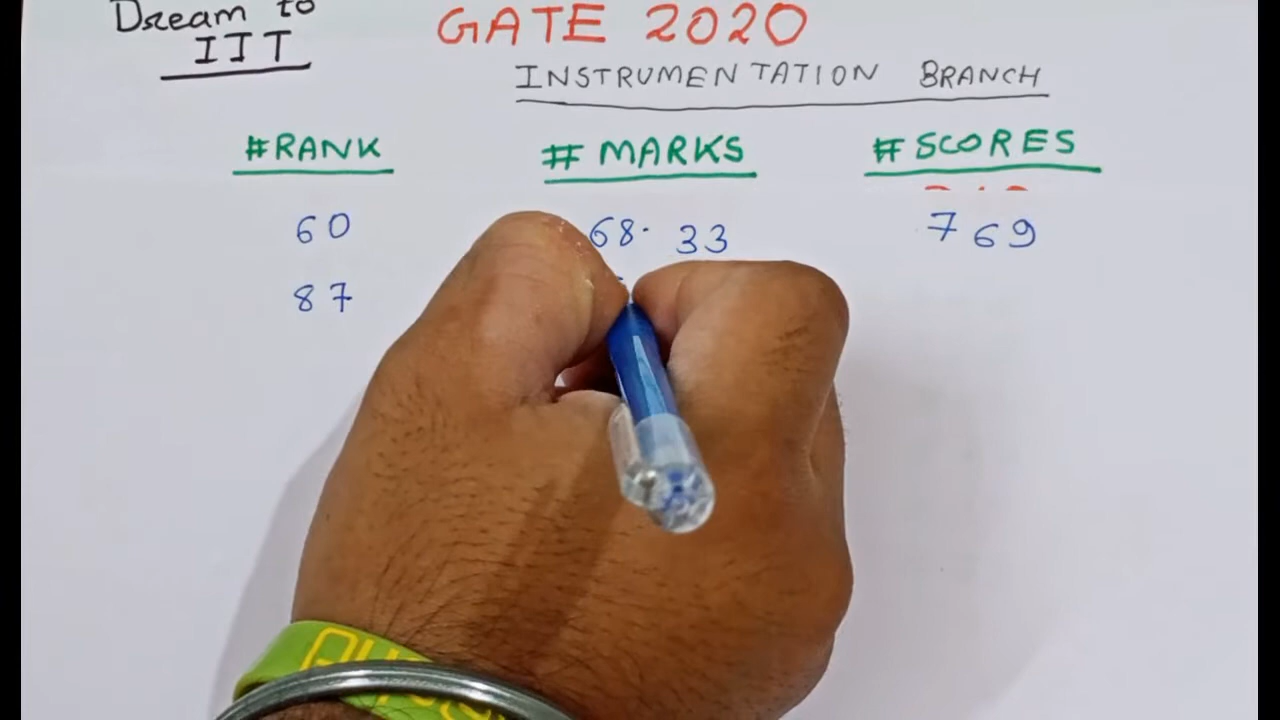 Dream to
IIT
GATE 2020
INSTRUMENTATION BRANCH
#RANK # MARKS # SCORES
60 68. 33 769
87